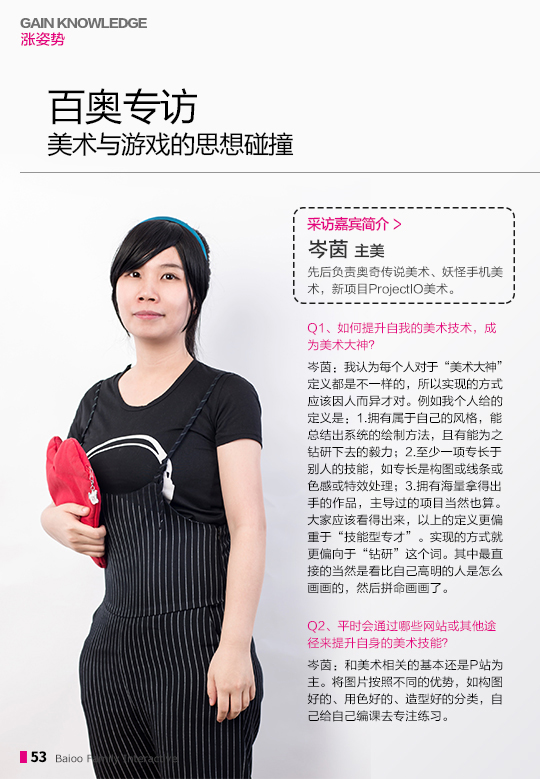 GAIN KNOWLEDGE
涨姿势
百奥专访
美术与游戏的思想碰撞
采访嘉宾简介 >
岑茵 主美
先后负责奥奇传说美术、妖怪手机美
术，新项目ProjectIO美术。
Q1、如何提升自我的美术技术，成
为美术大神？
岑茵：我认为每个人对于“美术大神”
定义都是不一样的，所以实现的方式
应该因人而异才对。例如我个人给的
定义是：1.拥有属于自己的风格，能
总结出系统的绘制方法，且有能为之
钻研下去的毅力；2.至少一项专长于
别人的技能，如专长是构图或线条或
色感或特效处理；3.拥有海量拿得出
手的作品，主导过的项目当然也算。
大家应该看得出来，以上的定义更偏
重于“技能型专才”。实现的方式就
更偏向于“钻研”这个词。其中最直
接的当然是看比自己高明的人是怎么
画画的，然后拼命画画了。
Q2、平时会通过哪些网站或其他途
径来提升自身的美术技能？
岑茵：和美术相关的基本还是P站为
主。将图片按照不同的优势，如构图
好的、用色好的、造型好的分类，自
己给自己编课去专注练习。
53 Baioo Family Interactive